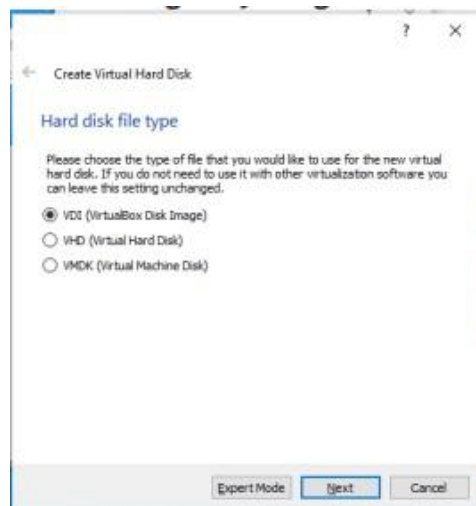 ?
Create Virtual Hard Disk
Hard disk file type
Please choose the type of file that you would like to use for the new virtual
hard disk. If you do not need to use it with other virtualization software you
can leave this setting unchanged.
VDI (VirtualBox Disk Image)
VHD (Virtual Hard Disk)
VMDK (Virtual Machine Disk)
Expert Mode Next Cancel